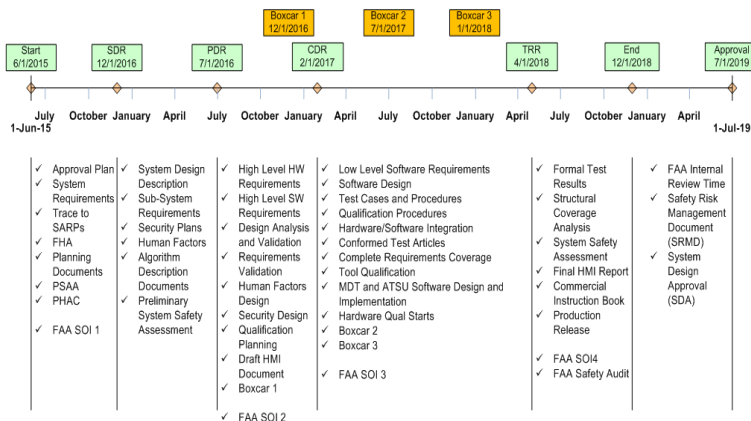 Boxcar 1
12/1/2016
Boxcar 2
7/1/2017
Boxcar 3
1/1/2018
Start
6/1/2015
SDR
12/1/2016
PDR
7/1/2016
CDR
2/1/2017
TRR
4/1/2018
End
12/1/2018
Approval
7/1/2019
July October January April July October January April July October January April July October January April
1-Jun-15
1-Jul-19
✓ Approval Plan
✓ System
Requirements
✓ Trace to
SARPs
✓ FHA
✓ Planning
Documents
✓ PSAA
✓ PHAC
✓ FAA SOI 1
✓ System Design
Description
✓ Sub-System
Requirements
✓ Security Plans
✓ Human Factors
✓ Algorithm
Description
Documents
✓ Preliminary
System Safety
Assessment
✓ High Level HW
Requirements
✓ High Level SW
Requirements
✓ Design Analysis
and Validation
✓ Requirements
Validation
✓ Human Factors
Design
✓ Security Design
✓ Qualification
Planning
✓ Draft HMI
Document
✓ Boxcar 1
✓ FAA SOI 2
✓ Low Level Software Requirements
✓ Software Design
✓ Test Cases and Procedures
✓ Qualification Procedures
✓ Hardware/Software Integration
✓ Conformed Test Articles
✓ Complete Requirements Coverage
✓ Tool Qualification
✓ MDT and ATSU Software Design and
Implementation
✓ Hardware Qual Starts
✓ Boxcar 2
✓ Boxcar 3
✓ FAA SOI 3
✓ Formal Test
Results
✓ Structural
Coverage
Analysis
✓ System Safety
Assessment
✓ Final HMI Report
✓ Commercial
Instruction Book
✓ Production
Release
✓ FAA SOI4
✓ FAA Safety Audit
✓ FAA Internal
Review Time
✓ Safety Risk
Management
Document
(SRMD)
✓ System
Design
Approval
(SDA)